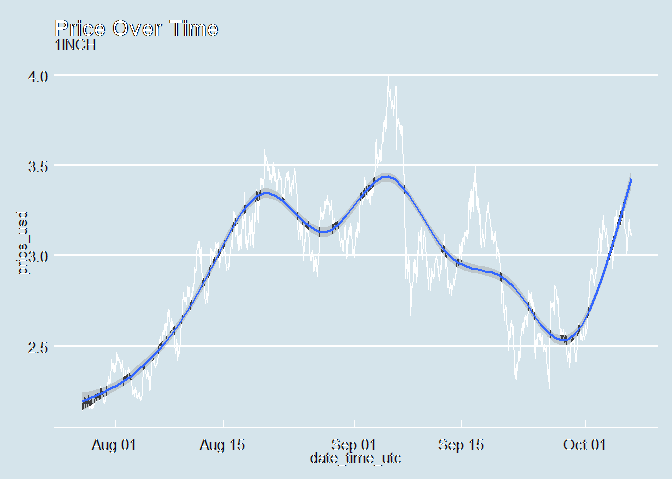 Price Over Time
1INCH
4.0
3.5
3.0
2.5
price_usd
Aug 01 Aug 15 Sep 01 Sep 15 Oct 01
date_time_utc